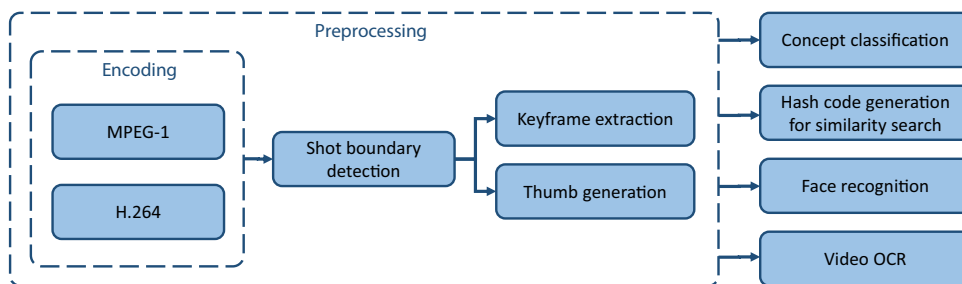 Preprocessing
Encoding
MPEG-1
H.264
Shot boundary
detection
Keyframe extraction
Thumb generation
Concept classification
Hash code generation
for similarity search
Face recognition
Video OCR